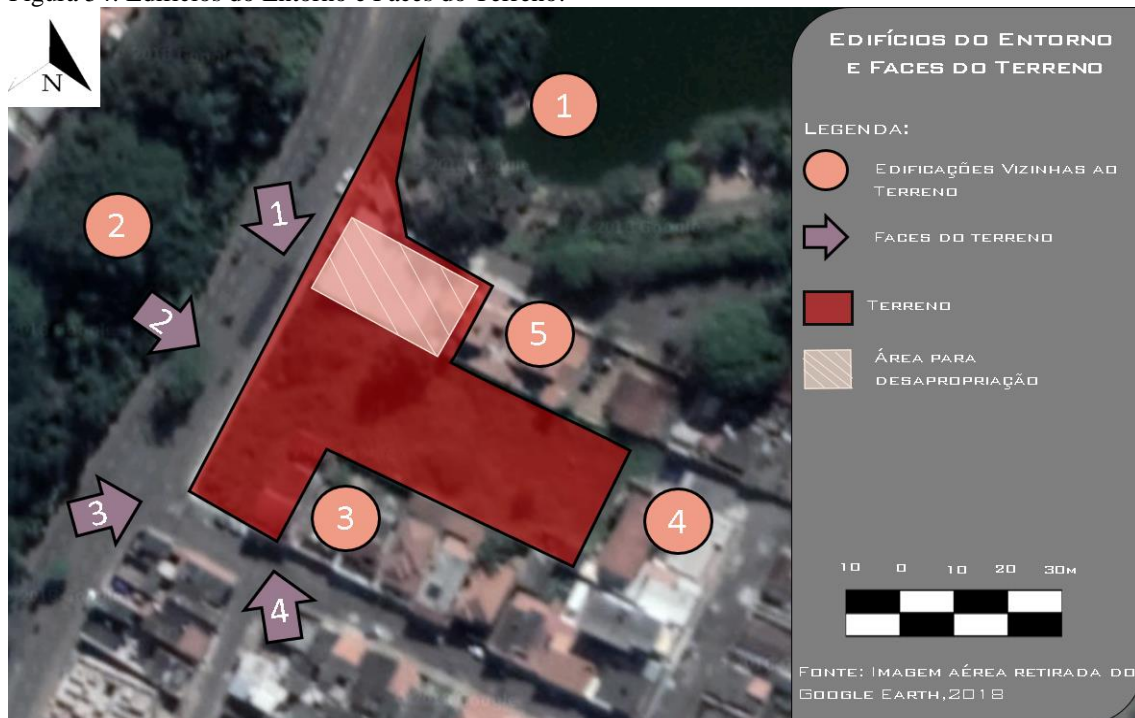 Figura 34: Edifícios do Entorno e Faces do Terreno.
N
EDIFÍCIOS DO ENTORNO
E FACES DO TERRENO
LEGENDA:
EDIFICAÇÕES VIZINHAS AO
TERRENO
FACES DO TERRENO
TERRENO
ÁREA PARA
DESAPROPRIAÇÃO
10 0 10 20 30M
FONTE: IMAGEM AÉREA RETIRADA DO
GOOGLE EARTH,2018
1
2
1
2
5
3
3
4
4